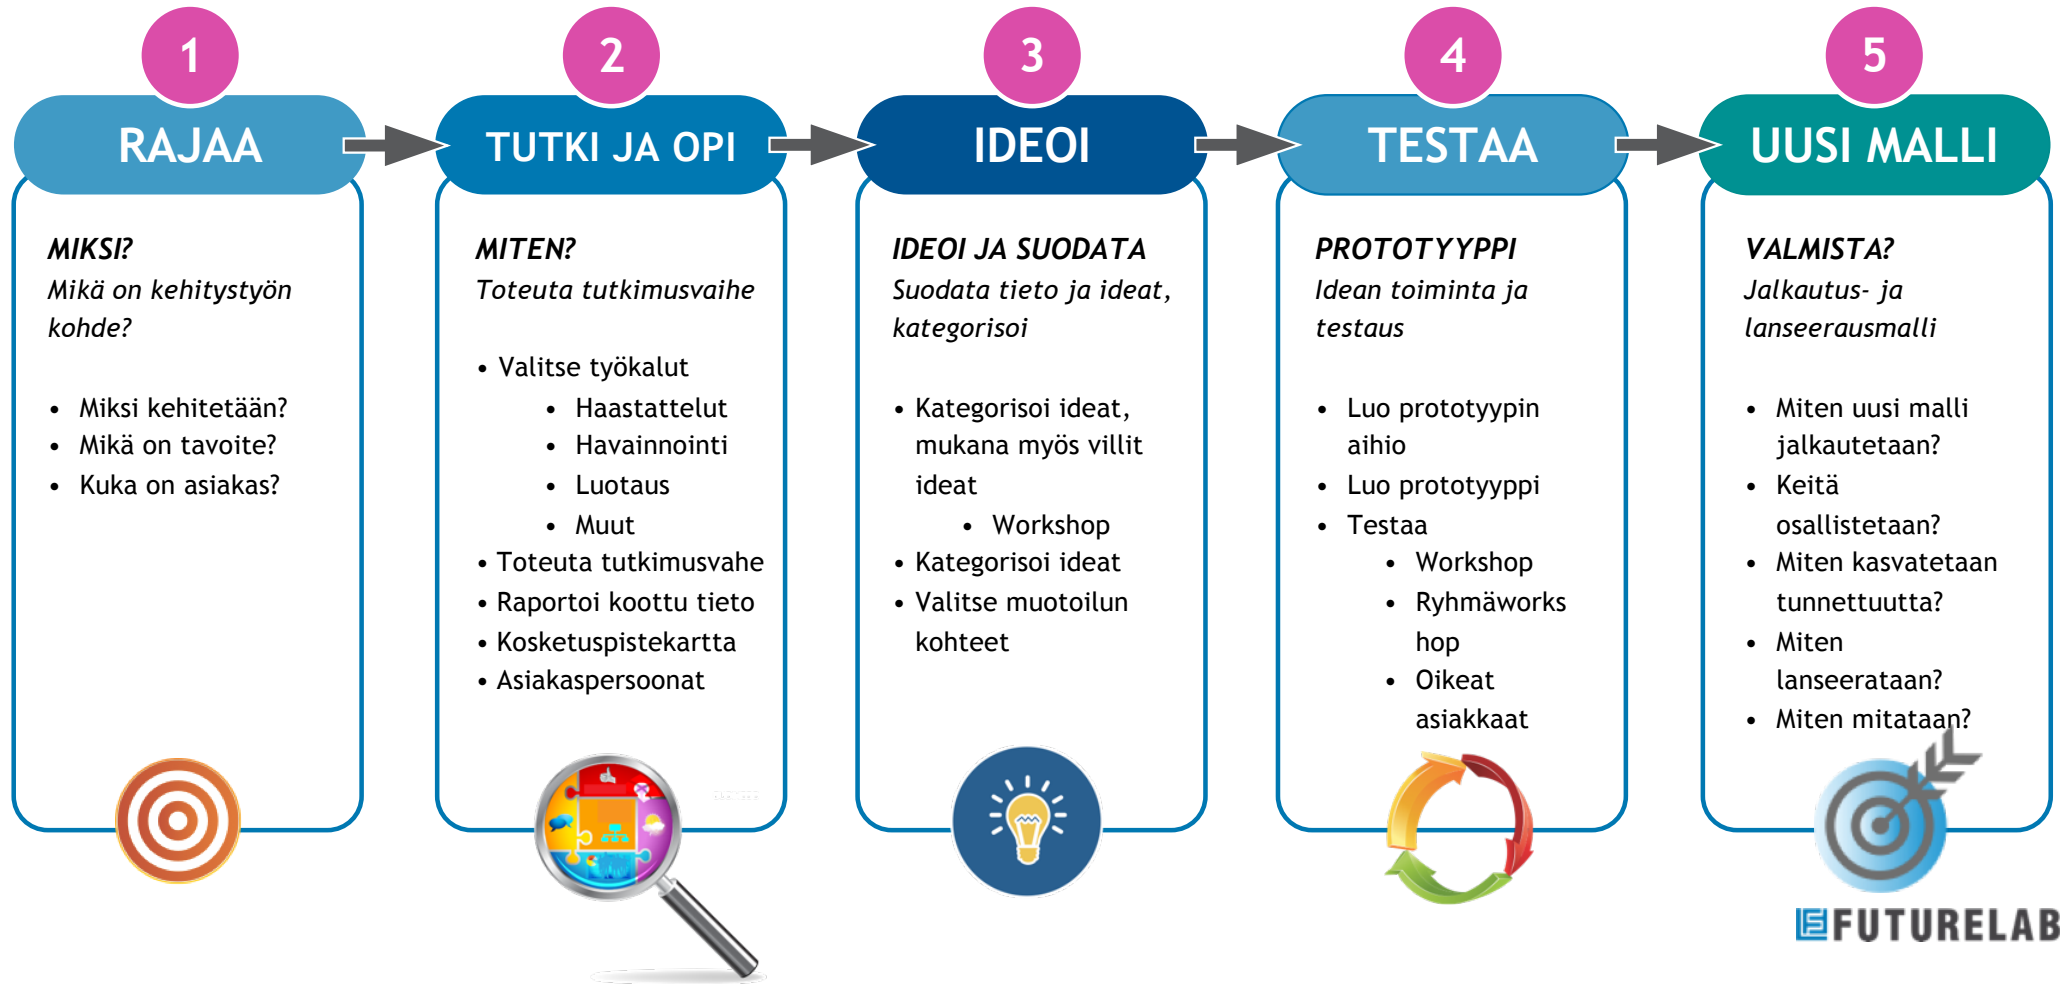 1
RAJAA
MIKSI?
Mikä on kehitystyön
kohde?
• Miksi kehitetään?
• Mikä on tavoite?
• Kuka on asiakas?
2
TUTKI JA OPI
MITEN?
Toteuta tutkimusvaihe
• Valitse työkalut
• Haastattelut
• Havainnointi
• Luotaus
• Muut
• Toteuta tutkimusvahe
• Raportoi koottu tieto
• Kosketuspistekartta
• Asiakaspersoonat
3
IDEOI
IDEOI JA SUODATA
Suodata tieto ja ideat,
kategorisoi
• Kategorisoi ideat,
mukana myös villit
ideat
• Workshop
• Kategorisoi ideat
• Valitse muotoilun
kohteet
4
TESTAA
PROTOTYYPPI
Idean toiminta ja
testaus
• Luo prototyypin
aihio
• Luo prototyyppi
• Testaa
• Workshop
• Ryhmäworks
hop
• Oikeat
asiakkaat
5
UUSI MALLI
VALMISTA?
Jalkautus- ja
lanseerausmalli
• Miten uusi malli
jalkautetaan?
• Keitä
osallistetaan?
• Miten kasvatetaan
tunnettuutta?
• Miten
lanseerataan?
• Miten mitataan?
FUTURELAB